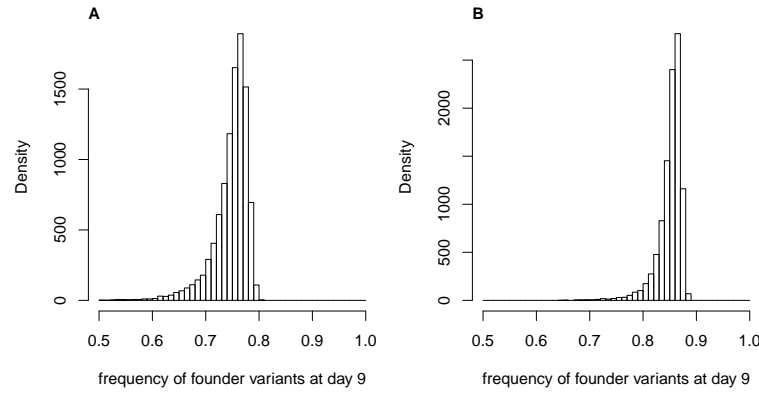 A
Density
0
500
1000
1500
0.5 0.6 0.7 0.8 0.9 1.0
frequency of founder variants at day 9
B
Density
0
500
1000
2000
0.5 0.6 0.7 0.8 0.9 1.0
frequency of founder variants at day 9